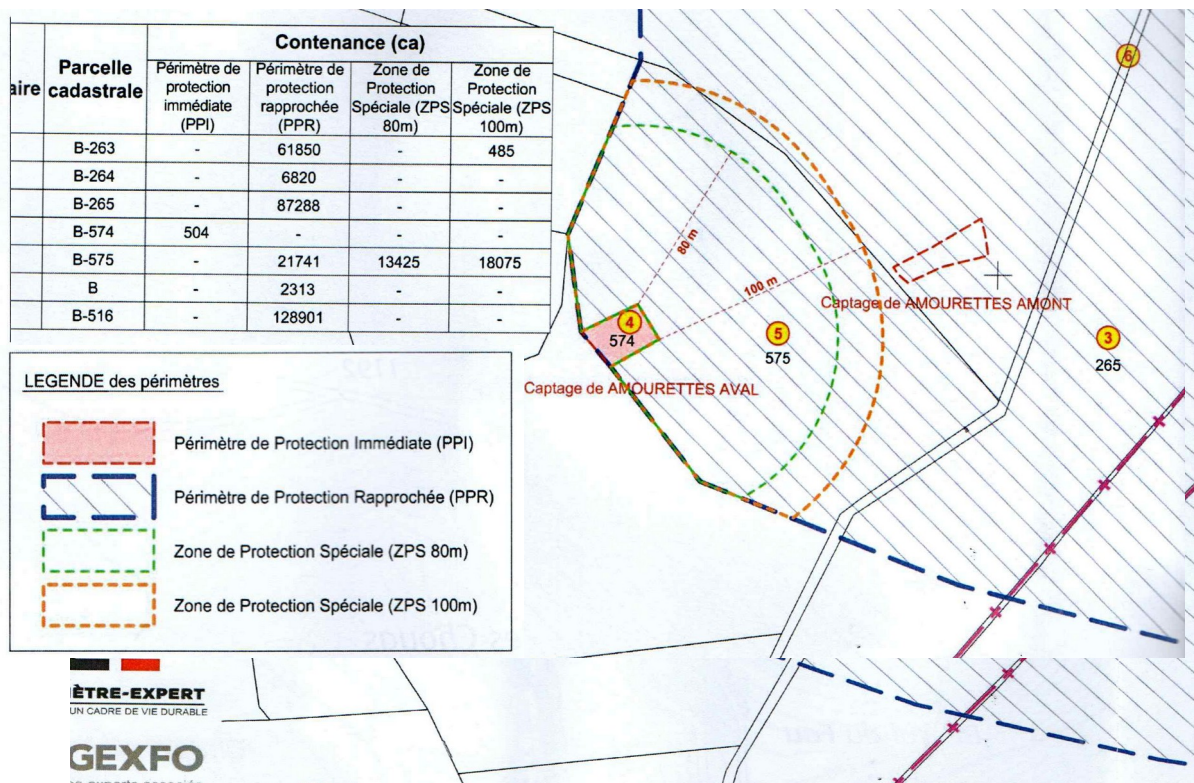 Contenance (ca)
aire Parcelle cadastrale Périmètre de protection immédiate (PPI) Périmètre de protection rapprochée (PPR) Zone de Protection Spéciale (ZPS 80m) Zone de Protection Spéciale (ZPS 100m)
B-263 - 61850 - 485
B-264 - 6820 - -
B-265 - 87288 - -
B-574 504 - - -
B-575 - 21741 13425 18075
B - 2313 - -
B-516 - 128901 - -
LEGENDE des périmètres
Périmètre de Protection Immédiate (PPI)
Périmètre de Protection Rapprochée (PPR)
Zone de Protection Spéciale (ZPS 80m)
Zone de Protection Spéciale (ZPS 100m)
6
80 m
100 m
Captage de AMOURETTES AMONT
4
574
5
575
3
265
Captage de AMOURETTES AVAL
ÈTRE-EXPERT
UN CADRE DE VIE DURABLE
GEXFO